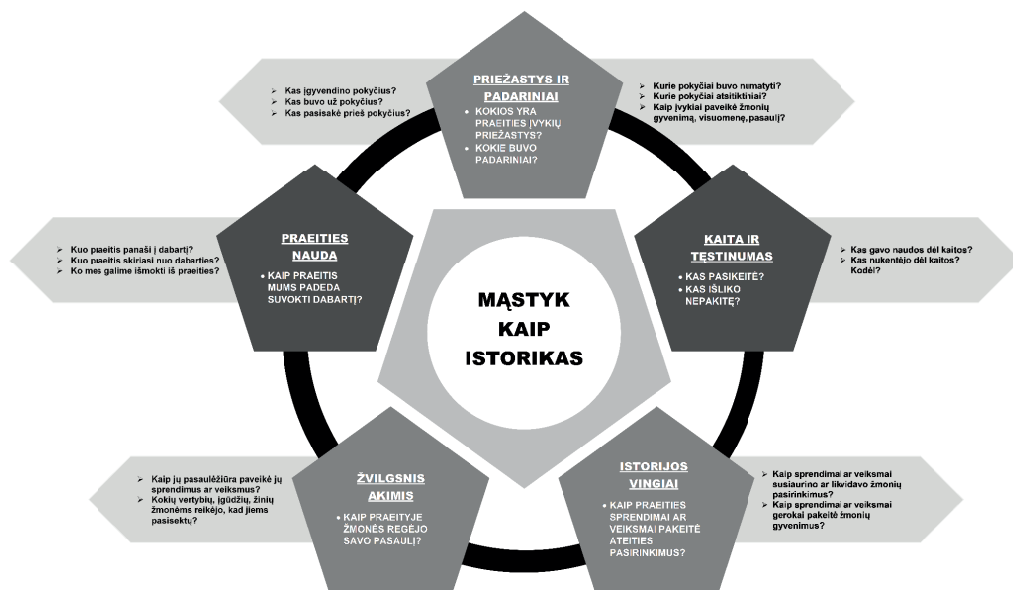 PRIEŽASTYS IR
PADARINIAI
• KOKIOS YRA
PRAEITIES ĮVYKIŲ
PRIEŽASTYS?
• KOKIE BUVO
PADARINIAI?
➢ Kas įgyvendino pokyčius?
➢ Kas buvo už pokyčius?
➢ Kas pasisakė prieš pokyčius?
➢ Kurie pokyčiai buvo numatyti?
➢ Kurie pokyčiai atsitiktiniai?
➢ Kaip įvykiai paveikė žmonių
gyvenimą, visuomenę,pasaulį?
PRAEITIES
NAUDA
• KAIP PRAEITIS
MUMS PADEDA
SUVOKTI DABARTĮ?
➢ Kuo praeitis panaši į dabartį?
➢ Kuo praeitis skiriasi nuo dabarties?
➢ Ko mes galime išmokti iš praeities?
KAITA IR
TĘSTINUMAS
• KAS PASIKEITĖ?
• KAS IŠLIKO
NEPAKITĘ?
➢ Kas gavo naudos dėl kaitos?
➢ Kas nukentėjo dėl kaitos?
Kodėl?
MĄSTYK
KAIP
ISTORIKAS
ŽVILGSNIS
AKIMIS
• KAIP PRAEITYJE
ŽMONĖS REGĖJO
SAVO PASAULĮ?
➢ Kaip jų pasaulėžiūra paveikė jų
sprendimus ar veiksmus?
➢ Kokių vertybių, įgūdžių, žinių
žmonėms reikėjo, kad jiems
pasisektų?
ISTORIJOS
VINGIAI
• KAIP PRAEITIES
SPRENDIMAI AR
VEIKSMAI PAKEITĖ
ATEITIES
PASIRINKIMUS?
➢ Kaip sprendimai ar veiksmai
susiaurino ar likvidavo žmonių
pasirinkimus?
➢ Kaip sprendimai ar veiksmai
gerokai pakeitė žmonių
gyvenimus?